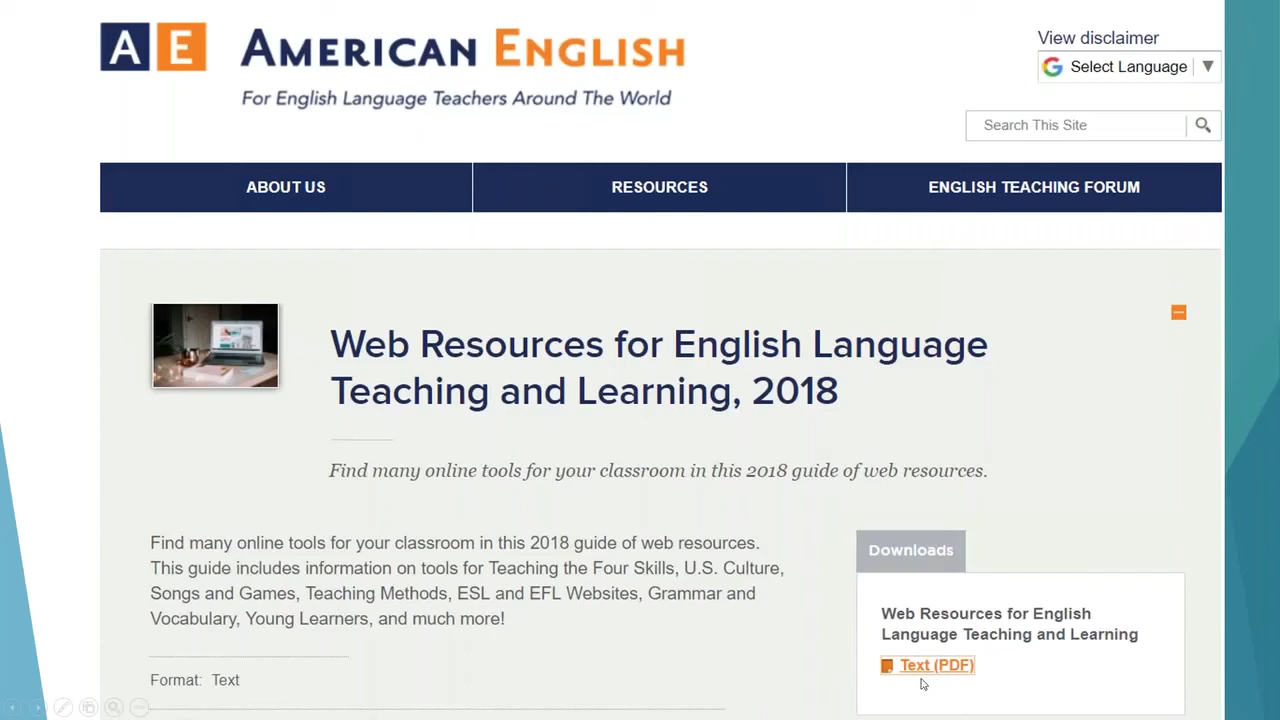 AE AMERICAN ENGLISH
For English Language Teachers Around The World
View disclaimer
Select Language ▼
Search This Site
ABOUT US
RESOURCES
ENGLISH TEACHING FORUM
Web Resources for English Language
Teaching and Learning, 2018
Find many online tools for your classroom in this 2018 guide of web resources.
Find many online tools for your classroom in this 2018 guide of web resources.
This guide includes information on tools for Teaching the Four Skills, U.S. Culture,
Songs and Games, Teaching Methods, ESL and EFL Websites, Grammar and
Vocabulary, Young Learners, and much more!
Format: Text
Downloads
Web Resources for English
Language Teaching and Learning
Text (PDF)